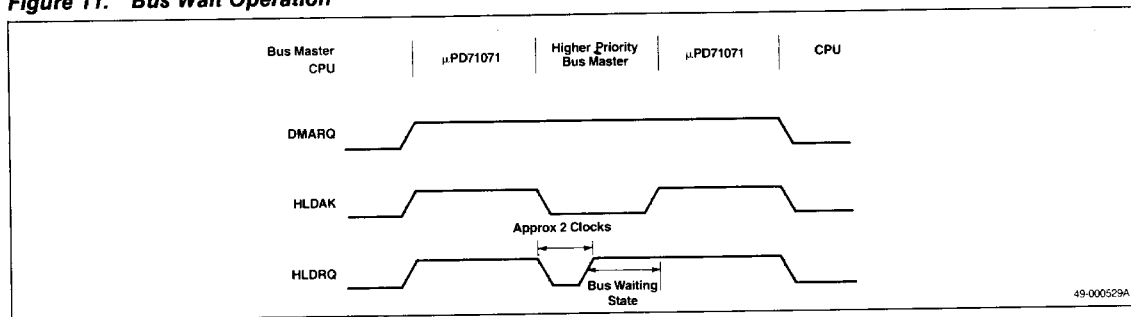 Figure 11. Bus Wait Operation
Bus Master
CPU
μPD71071
Higher Priority
Bus Master
μPD71071
CPU
DMARQ
HLDAK
Approx 2 Clocks
HLDRQ
Bus Waiting
State
49-000529A